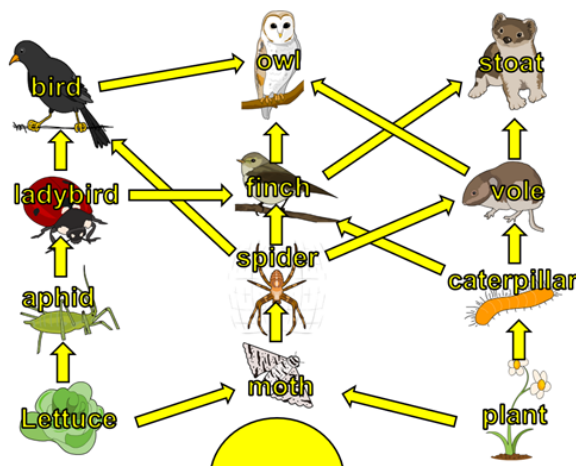 bird
owl
stoat
ladybird
finch
vole
spider
aphid
caterpillar
Lettuce
moth
plant